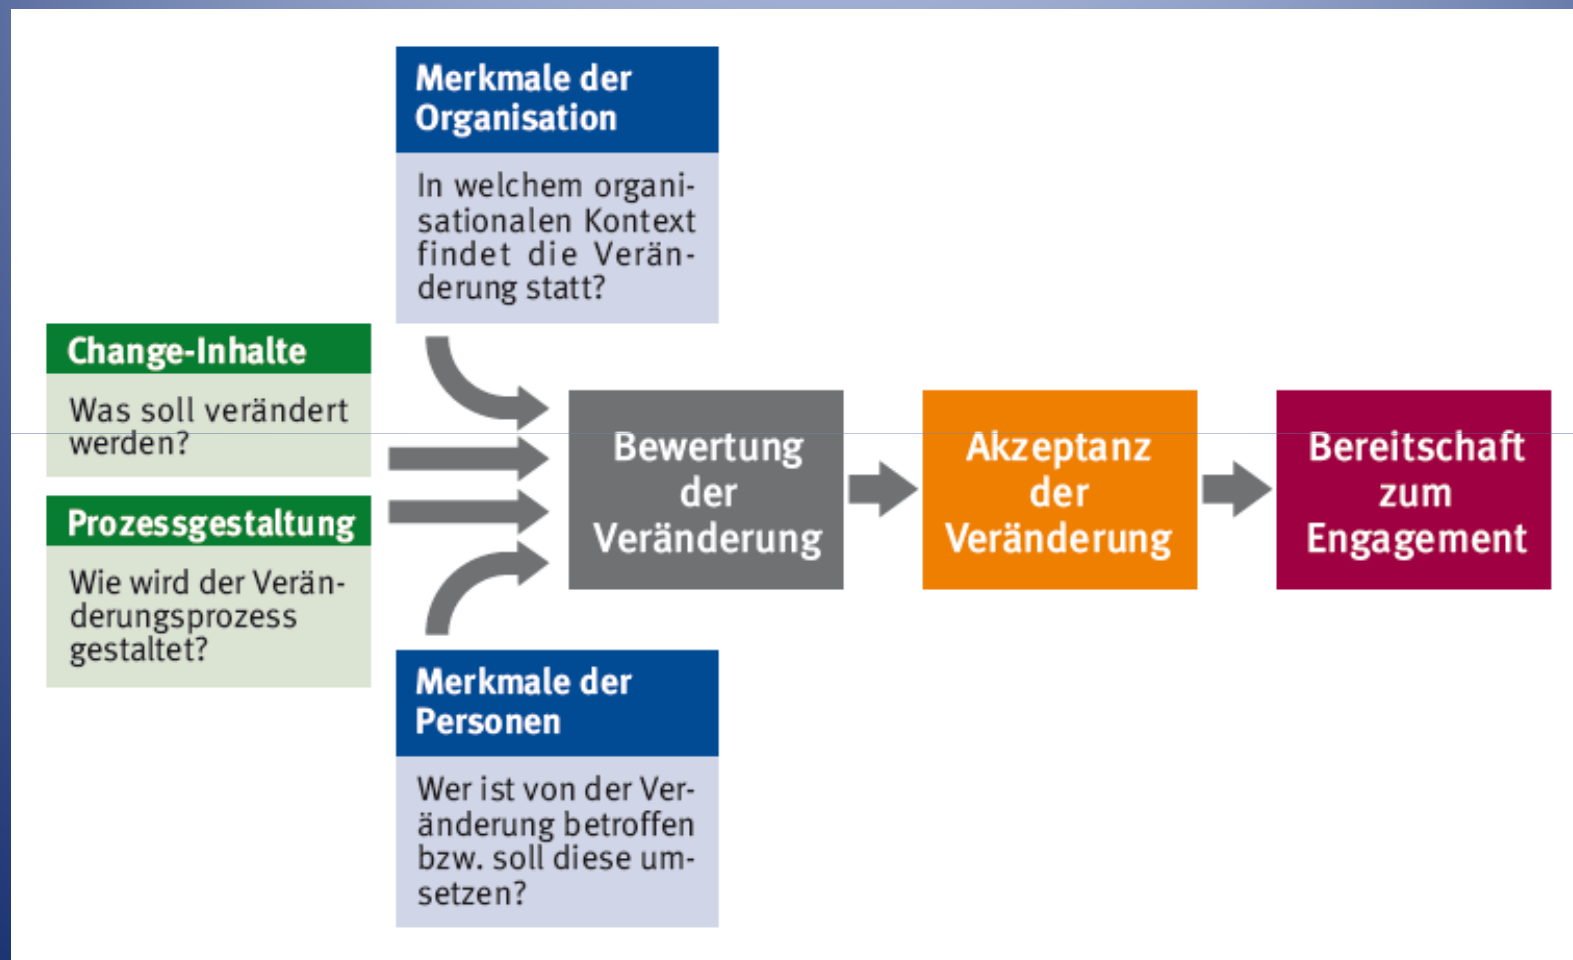 Merkmale der
Organisation
In welchem organi-
sationalen Kontext
findet die Verän-
derung statt?
Change-Inhalte
Was soll verändert
werden?
Prozessgestaltung
Wie wird der Verän-
derungsprozess
gestaltet?
Merkmale der
Personen
Wer ist von der Ver-
änderung betroffen
bzw. soll diese um-
setzen?
Bewertung
der
Veränderung
Akzeptanz
der
Veränderung
Bereitschaft
zum
Engagement